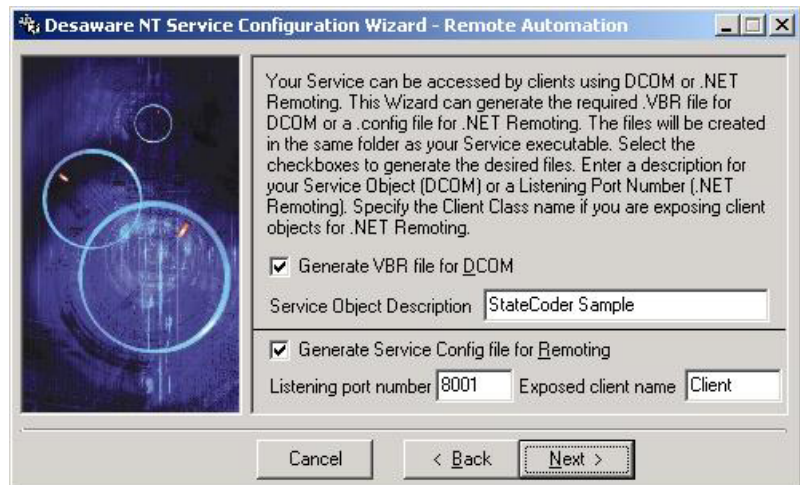 Desaware NT Service Configuration Wizard - Remote Automation
Your Service can be accessed by clients using DCOM or .NET
Remoting. This Wizard can generate the required .VBR file for
DCOM or a .config file for .NET Remoting. The files will be created
in the same folder as your Service executable. Select the
checkboxes to generate the desired files. Enter a description for
your Service Object (DCOM) or a Listening Port Number (.NET
Remoting). Specify the Client Class name if you are exposing client
objects for .NET Remoting.
Generate VBR file for DCOM
Service Object Description StateCoder Sample
Generate Service Config file for Remoting
Listening port number 8001 Exposed client name Client
Cancel < Back Next >